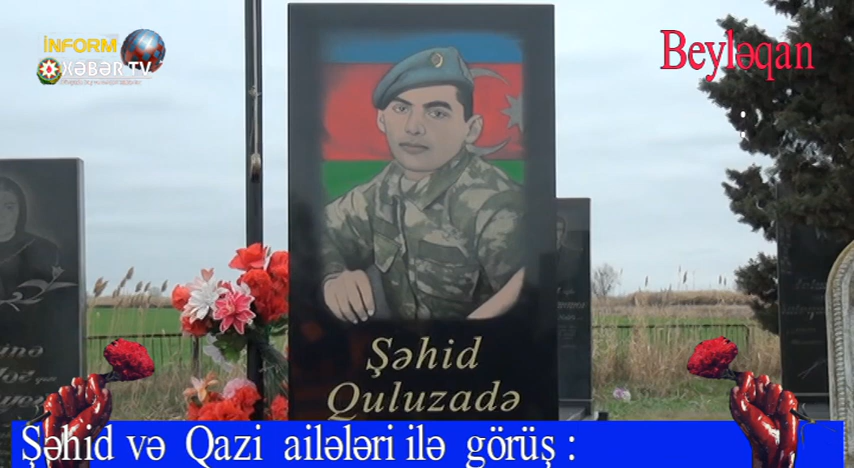 İNFORM
XƏBƏR TV
Beyləqan
:
Şəhid
Quluzadə
Şəhid və Qazi ailələri ilə görüş :